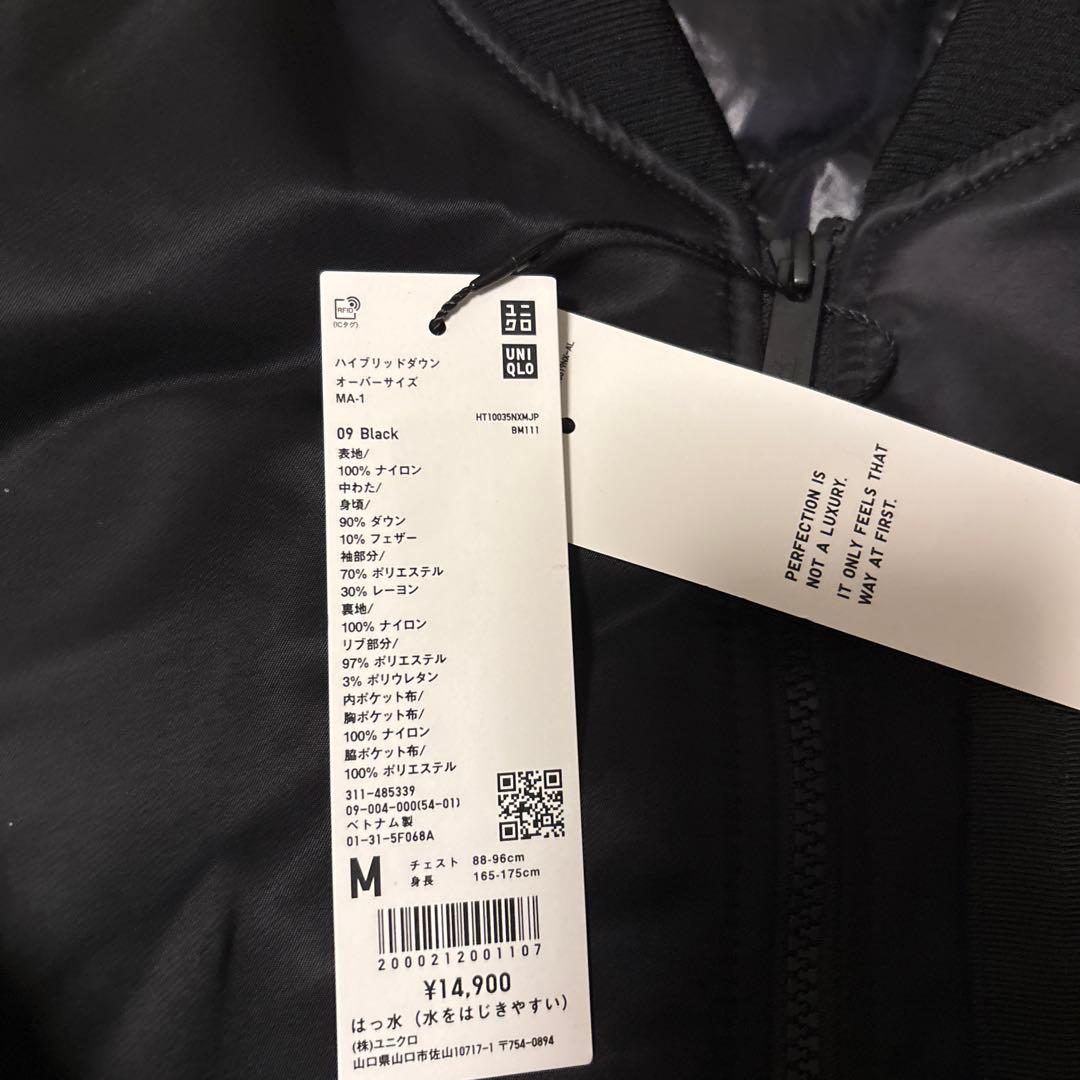 RFID
(ICタグ)
ユニ
クロ
UNI
QLO
ハイブリッドダウン
オーバーサイズ
MA-1
HT10035NXMJP
BM111
09 Black
表地/
100% ナイロン
中わた/
身頃/
90% ダウン
10% フェザー
袖部分/
70% ポリエステル
30% レーヨン
裏地/
100% ナイロン
リブ部分/
97% ポリエステル
3% ポリウレタン
内ポケット布/
胸ポケット布/
100% ナイロン
脇ポケット布/
100% ポリエステル
311-485339
09-004-000(54-01)
ベトナム製
01-31-5F068A
M
チェスト 88-96cm
身長 165-175cm
2000212001107
¥14,900
はっ水(水をはじきやすい)
(株)ユニクロ
山口県山口市佐山10717-1 〒754-0894
PERFECTION IS
NOT A LUXURY.
IT ONLY FEELS THAT
WAY AT FIRST.